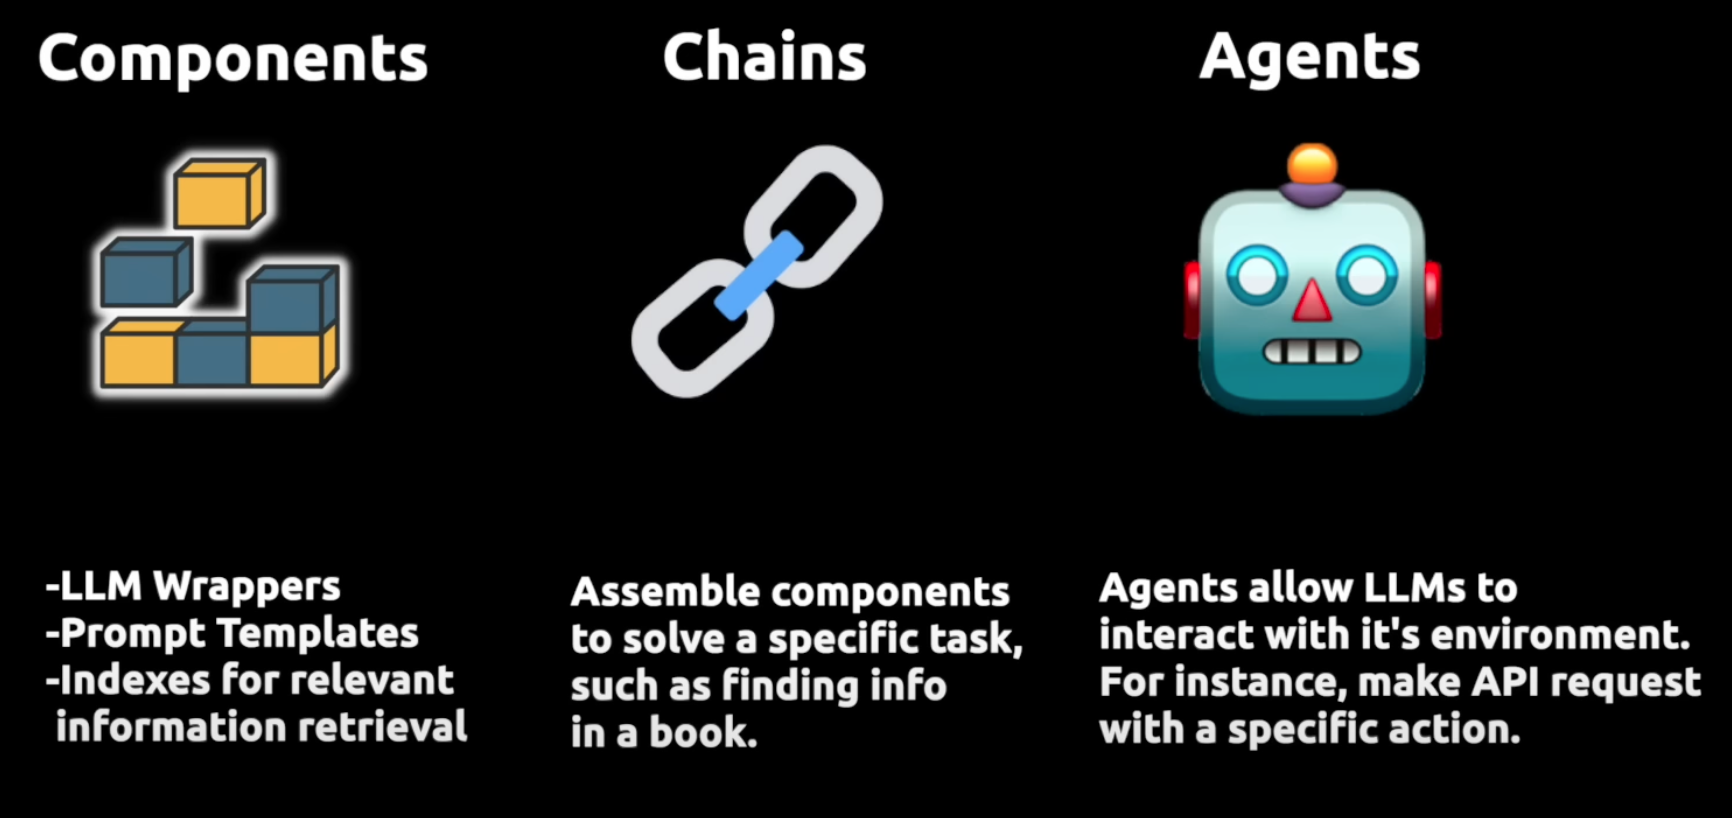 Components
-LLM Wrappers
-Prompt Templates
-Indexes for relevant
information retrieval
Chains
Assemble components
to solve a specific task,
such as finding info
in a book.
Agents
Agents allow LLMs to
interact with it's environment.
For instance, make API request
with a specific action.